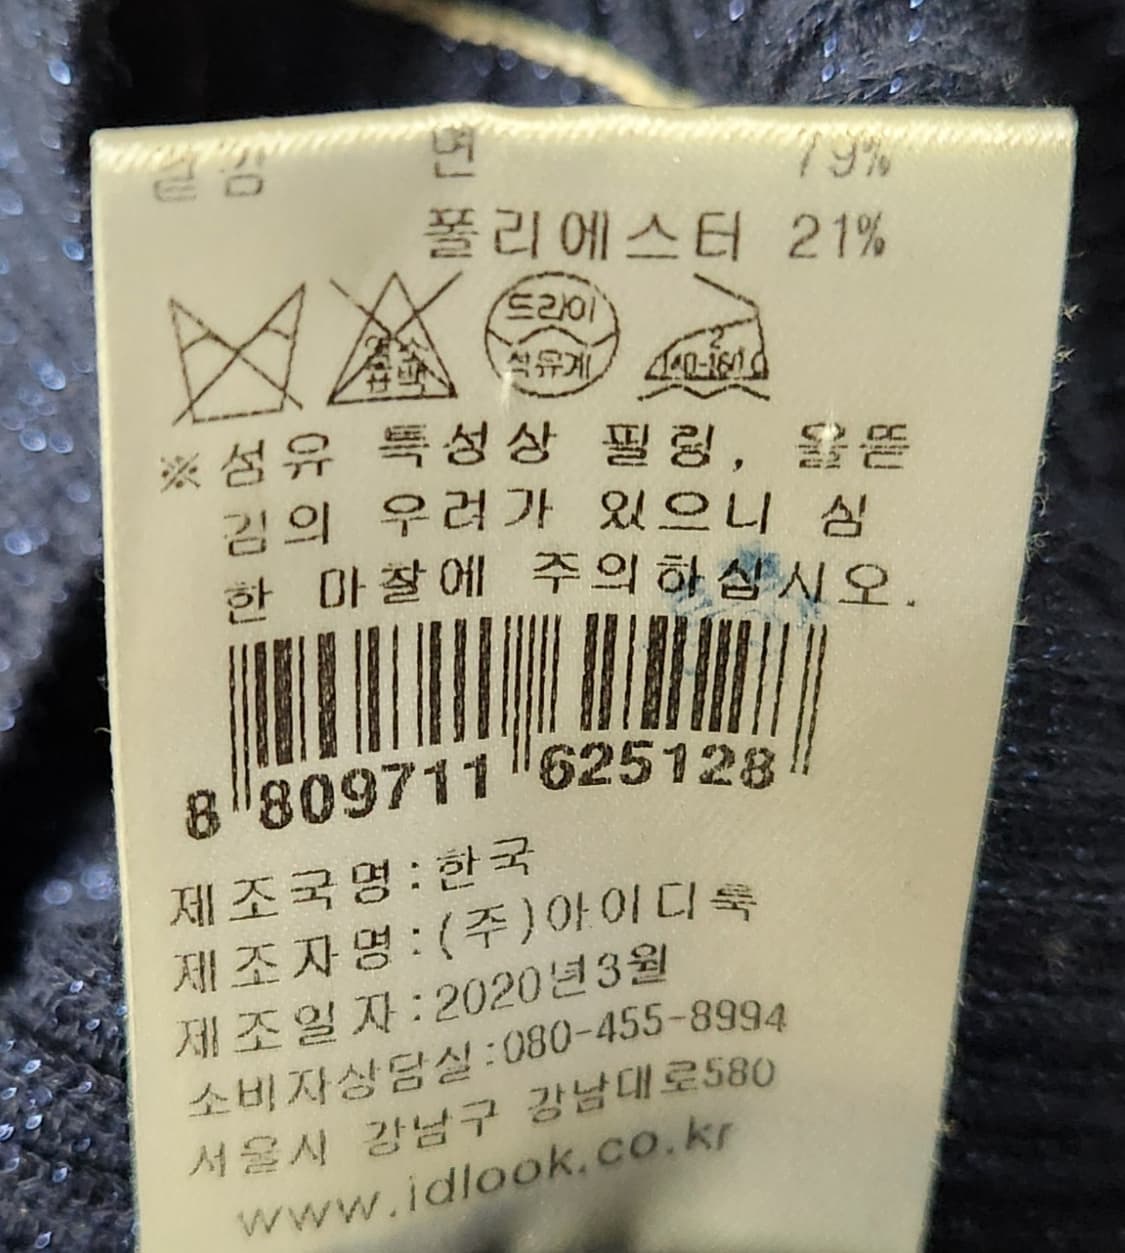 겉감 면 79%
폴리에스터 21%
염소 표백
드라이 석유계
2 140-160℃
※섬유 특성상 필링, 올뜯
김의 우려가 있으니 심
한 마찰에 주의하십시오.
8 809711 625128
제조국명:한국
제조자명:(주)아이디룩
제조일자:2020년3월
소비자상담실:080-455-8994
서울시 강남구 강남대로580
www.idlook.co.kr